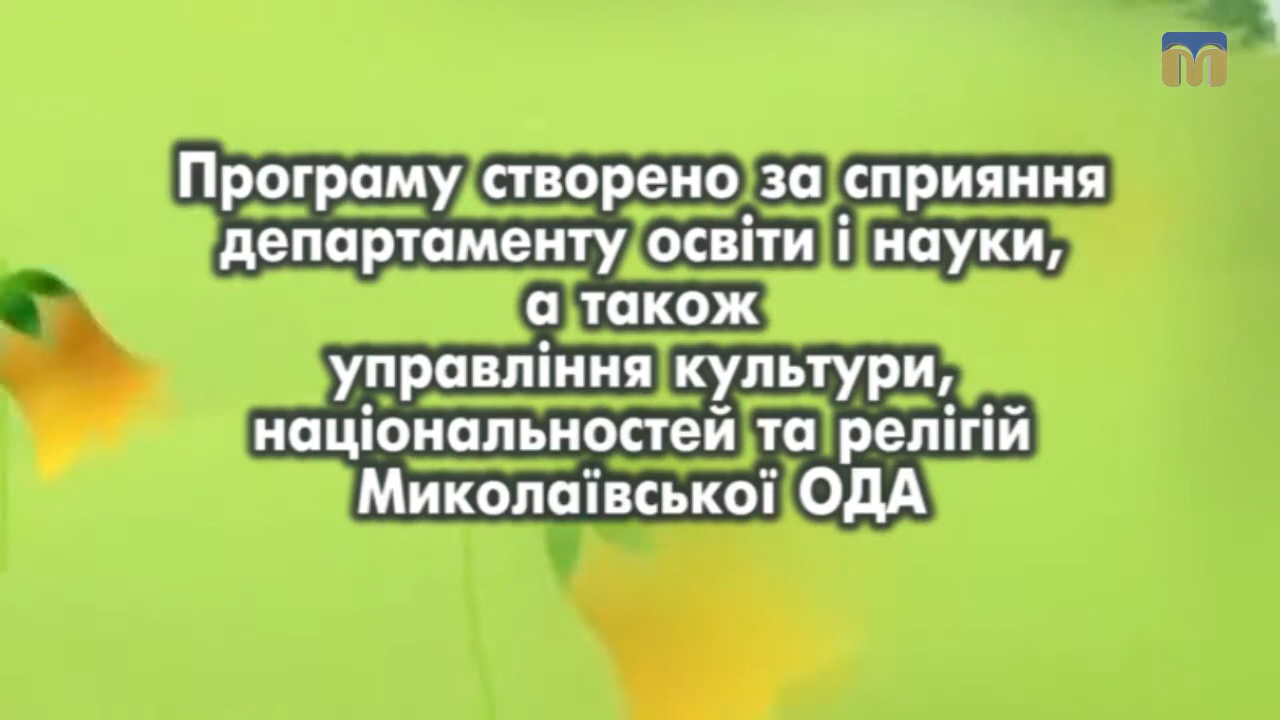 Програму створено за сприяння
департаменту освіти і науки,
а також
управління культури,
національностей та релігій
Миколаївської ОДА